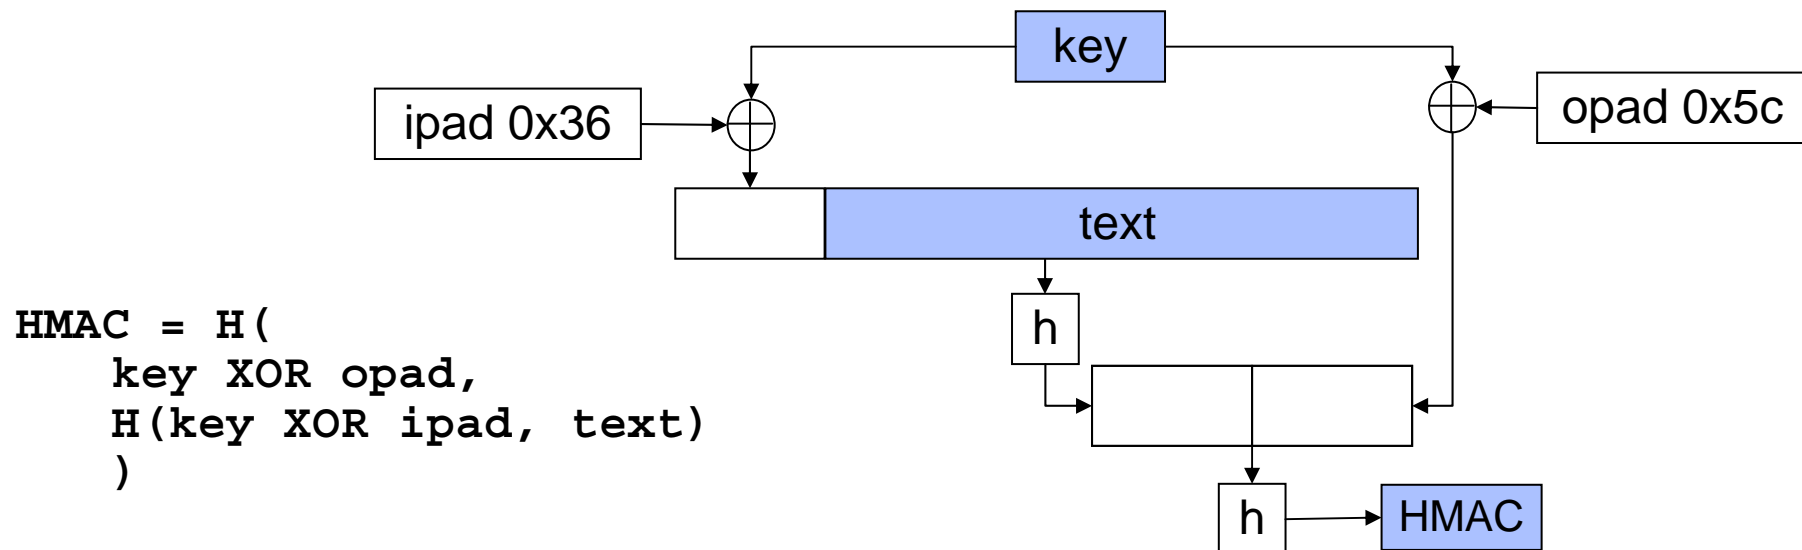 key
ipad 0x36
opad 0x5c
text
h
HMAC = H(
key XOR opad,
H(key XOR ipad, text)
)
h
HMAC